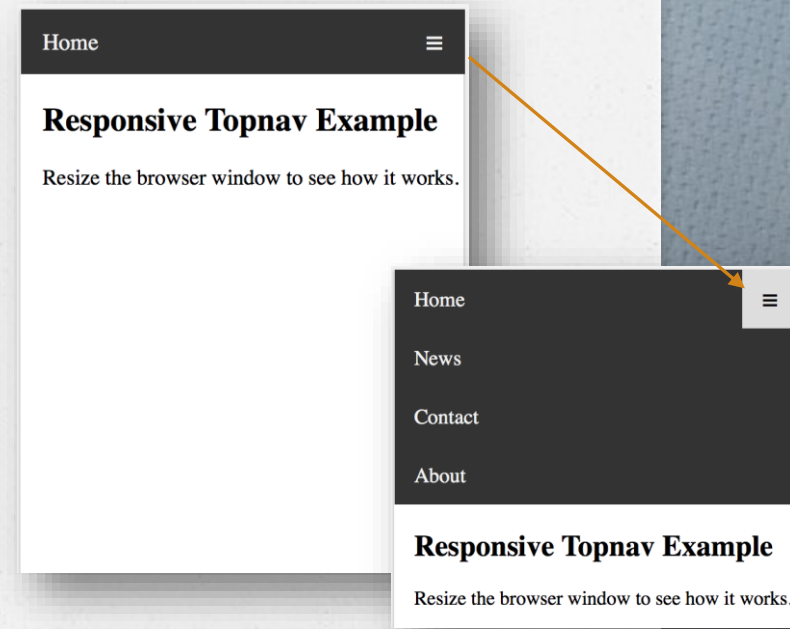 Home ≡
Responsive Topnav Example
Resize the browser window to see how it works.
Home ≡
News
Contact
About
Responsive Topnav Example
Resize the browser window to see how it works.